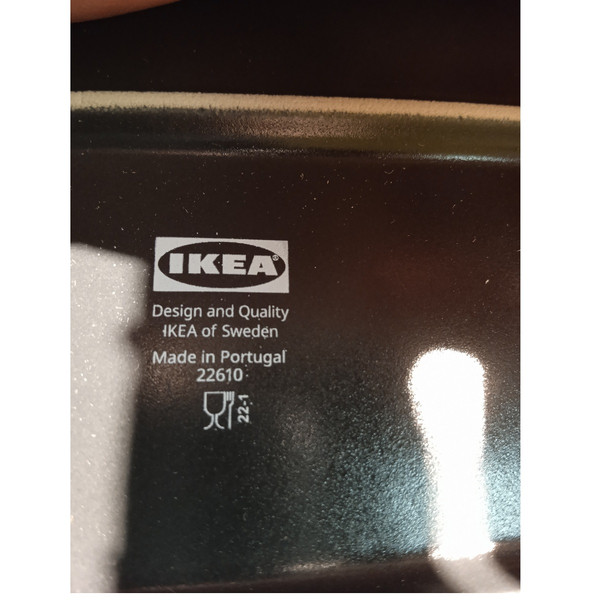 IKEA®
Design and Quality
IKEA of Sweden
Made in Portugal
22610
22-1